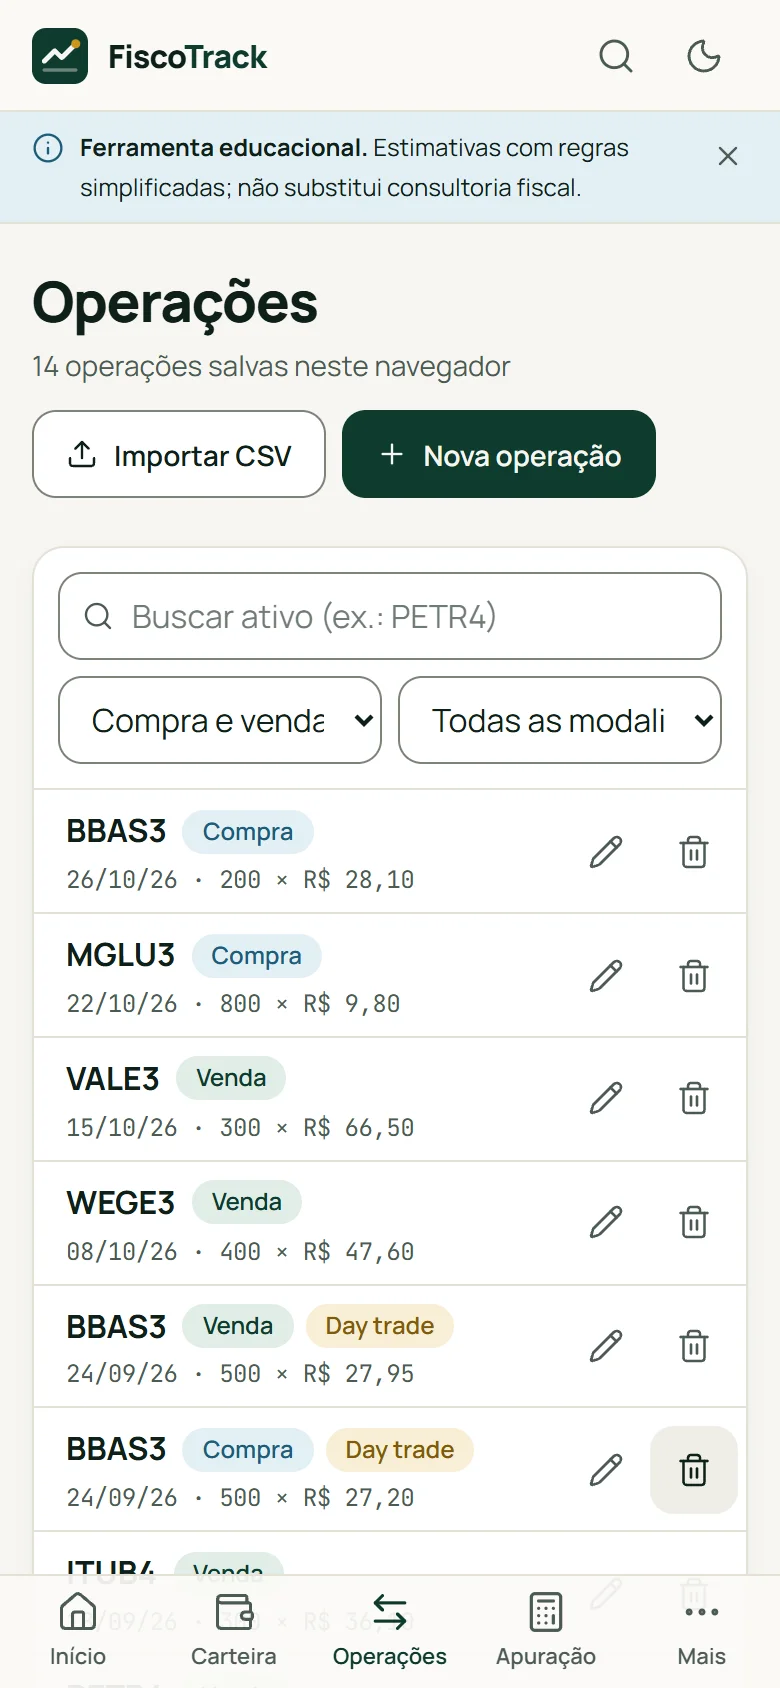 FiscoTrack
Ferramenta educacional. Estimativas com regras
simplificadas; não substitui consultoria fiscal.
Operações
14 operações salvas neste navegador
Importar CSV
Nova operação
Buscar ativo (ex.: PETR4)
Compra e venda
Todas as modali
BBAS3 Compra
26/10/26 · 200 × R$ 28,10
MGLU3 Compra
22/10/26 · 800 × R$ 9,80
VALE3 Venda
15/10/26 · 300 × R$ 66,50
WEGE3 Venda
08/10/26 · 400 × R$ 47,60
BBAS3 Venda Day trade
24/09/26 · 500 × R$ 27,95
BBAS3 Compra Day trade
24/09/26 · 500 × R$ 27,20
ITUB4 Venda
Início
Carteira
Operações
Apuração
Mais